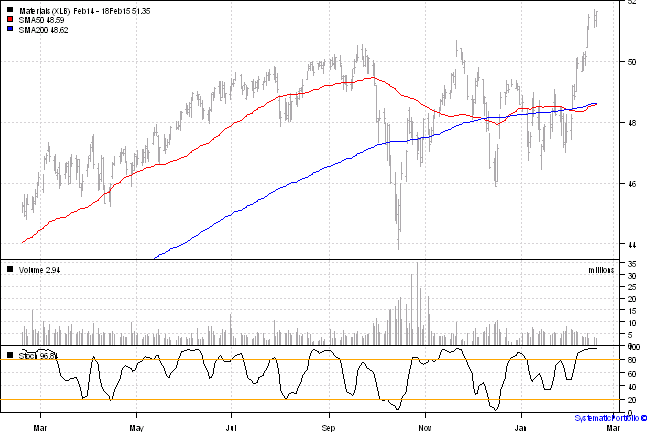 Materials (XLB) Feb14 - 18Feb15 51.35
SMA50 48.59
SMA200 48.62
52
50
48
46
44
Volume 2.94
millions
35
30
25
20
15
10
5
0
Stoch 96.84
100
80
60
40
20
0
Mar May Jul Sep Nov Jan Mar
SystematicPortfolio ©